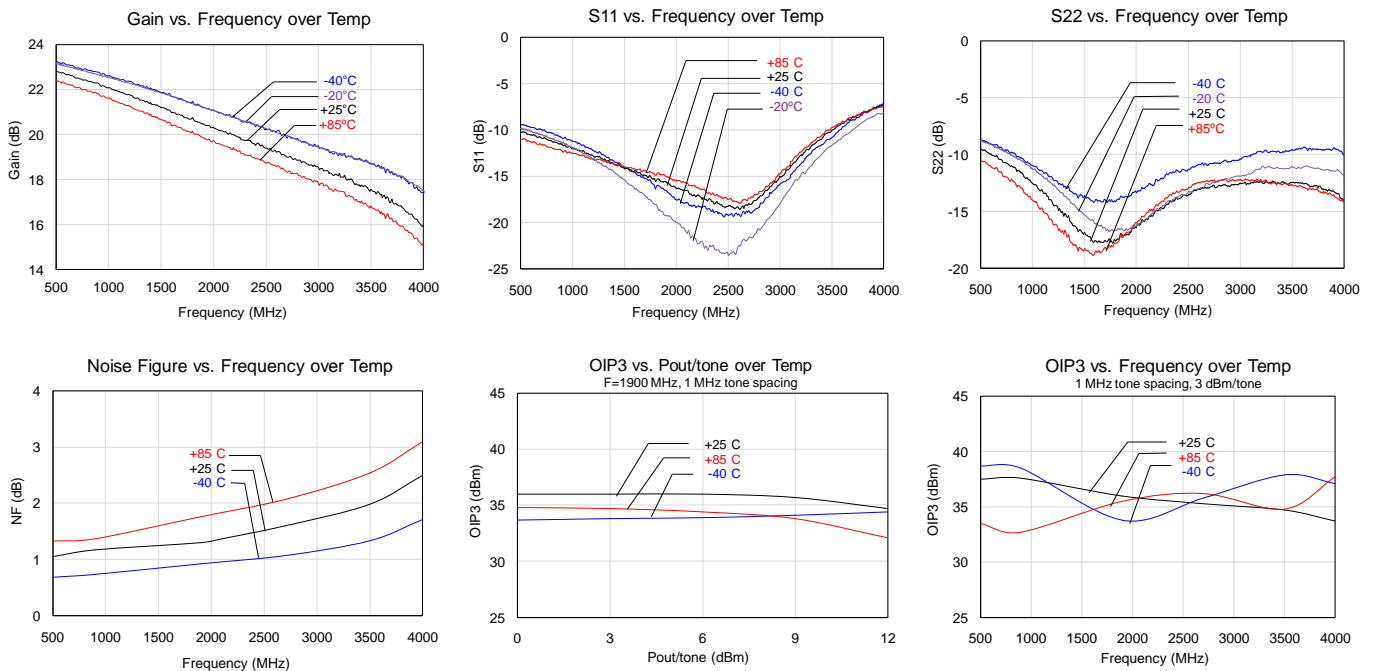 Gain vs. Frequency over Temp
24
22
20
18
16
14
Gain (dB)
-40°C
-20°C
+25°C
+85ºC
500 1000 1500 2000 2500 3000 3500 4000
Frequency (MHz)
S11 vs. Frequency over Temp
0
-5
-10
-15
-20
-25
S11 (dB)
+85 C
+25 C
-40 C
-20ºC
500 1000 1500 2000 2500 3000 3500 4000
Frequency (MHz)
S22 vs. Frequency over Temp
0
-5
-10
-15
-20
S22 (dB)
-40 C
-20 C
+25 C
+85ºC
500 1000 1500 2000 2500 3000 3500 4000
Frequency (MHz)
Noise Figure vs. Frequency over Temp
4
3
2
1
0
NF (dB)
+85 C
+25 C
-40 C
500 1000 1500 2000 2500 3000 3500 4000
Frequency (MHz)
OIP3 vs. Pout/tone over Temp
F=1900 MHz, 1 MHz tone spacing
45
40
35
30
25
OIP3 (dBm)
+25 C
+85 C
-40 C
0 3 6 9 12
Pout/tone (dBm)
OIP3 vs. Frequency over Temp
1 MHz tone spacing, 3 dBm/tone
45
40
35
30
25
OIP3 (dBm)
+25 C
+85 C
-40 C
500 1000 1500 2000 2500 3000 3500 4000
Frequency (MHz)